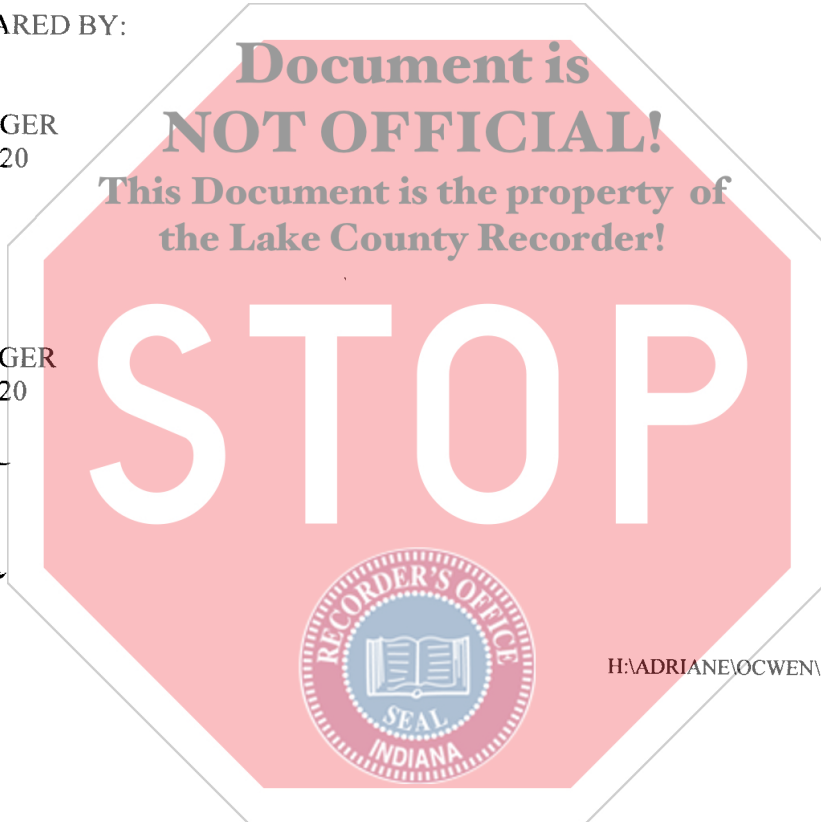 ARED BY:
Document is
NOT OFFICIAL!
GER
20
This Document is the property of
the Lake County Recorder!
STOP
GER
20
RECORDER'S OFFICE
SEAL
INDIANA
H:\ADRIANE\OCWEN\